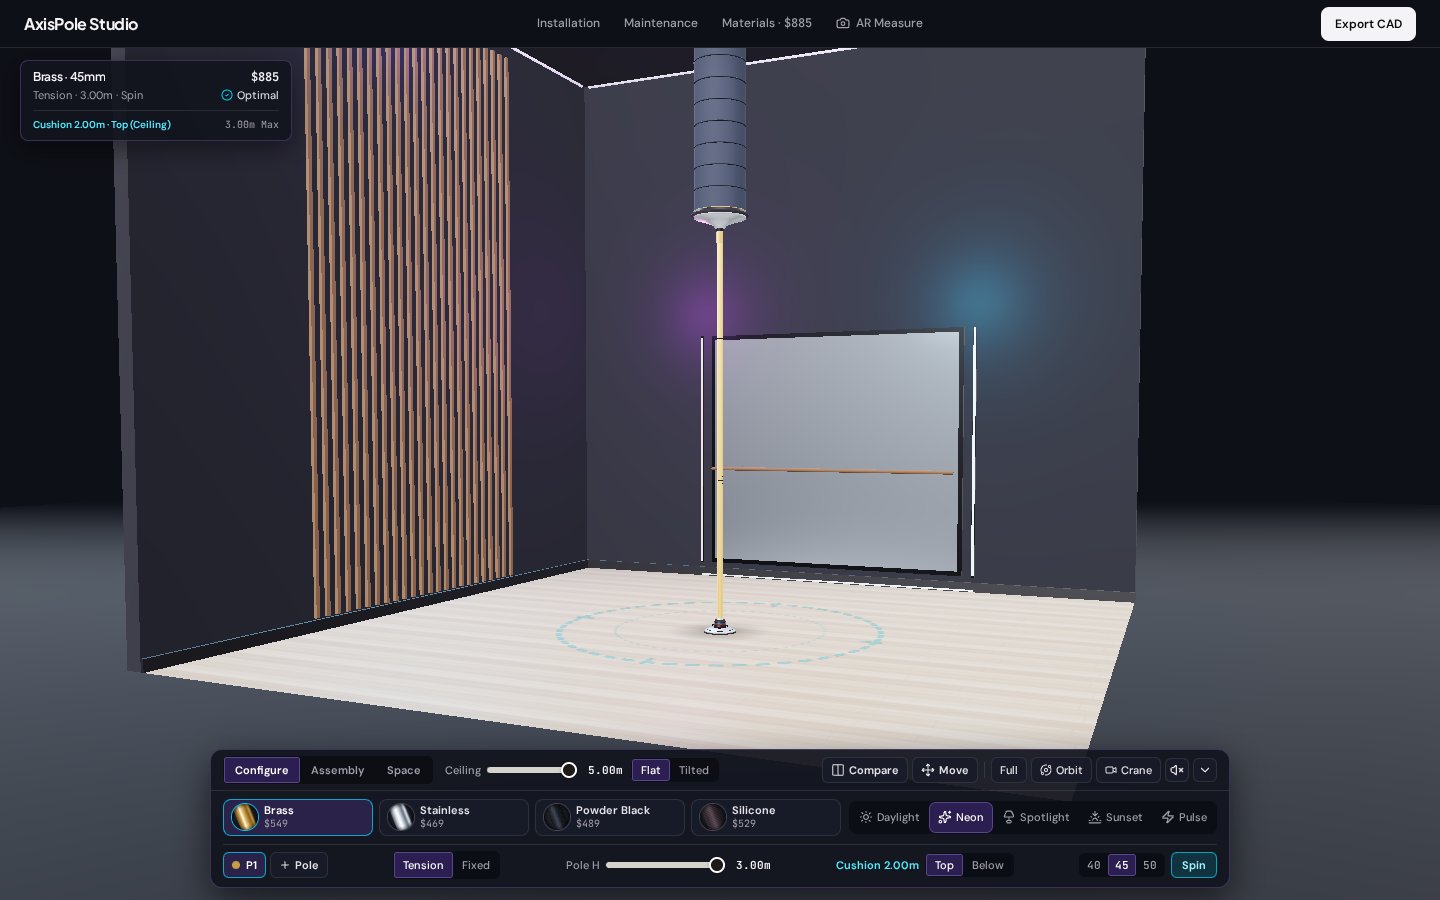 AxisPole Studio
Installation
Maintenance
Materials · $885
AR Measure
Export CAD
Brass · 45mm
$885
Tension · 3.00m · Spin
Optimal
Cushion 2.00m · Top (Ceiling)
3.00m Max
Configure
Assembly
Space
Ceiling
5.00m
Flat
Tilted
Compare
Move
Full
Orbit
Crane
Brass
$549
Stainless
$469
Powder Black
$489
Silicone
$529
Daylight
Neon
Spotlight
Sunset
Pulse
P1
+ Pole
Tension
Fixed
Pole H
3.00m
Cushion 2.00m
Top
Below
40
45
50
Spin